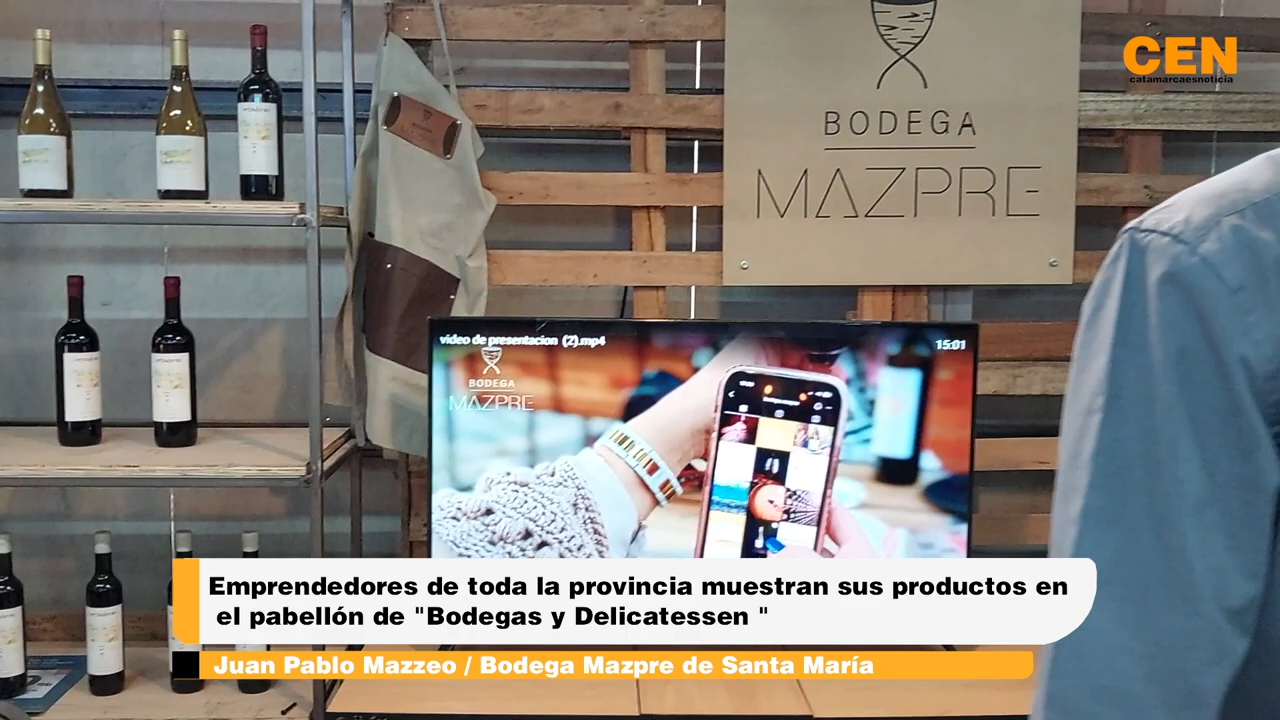 CEN
catamarcaesnoticia
BODEGA
MAZPRE
video de presentacion (2).mp4
15:01
BODEGA
MAZPRE
Emprendedores de toda la provincia muestran sus productos en
el pabellón de "Bodegas y Delicatessen "
Juan Pablo Mazzeo / Bodega Mazpre de Santa María